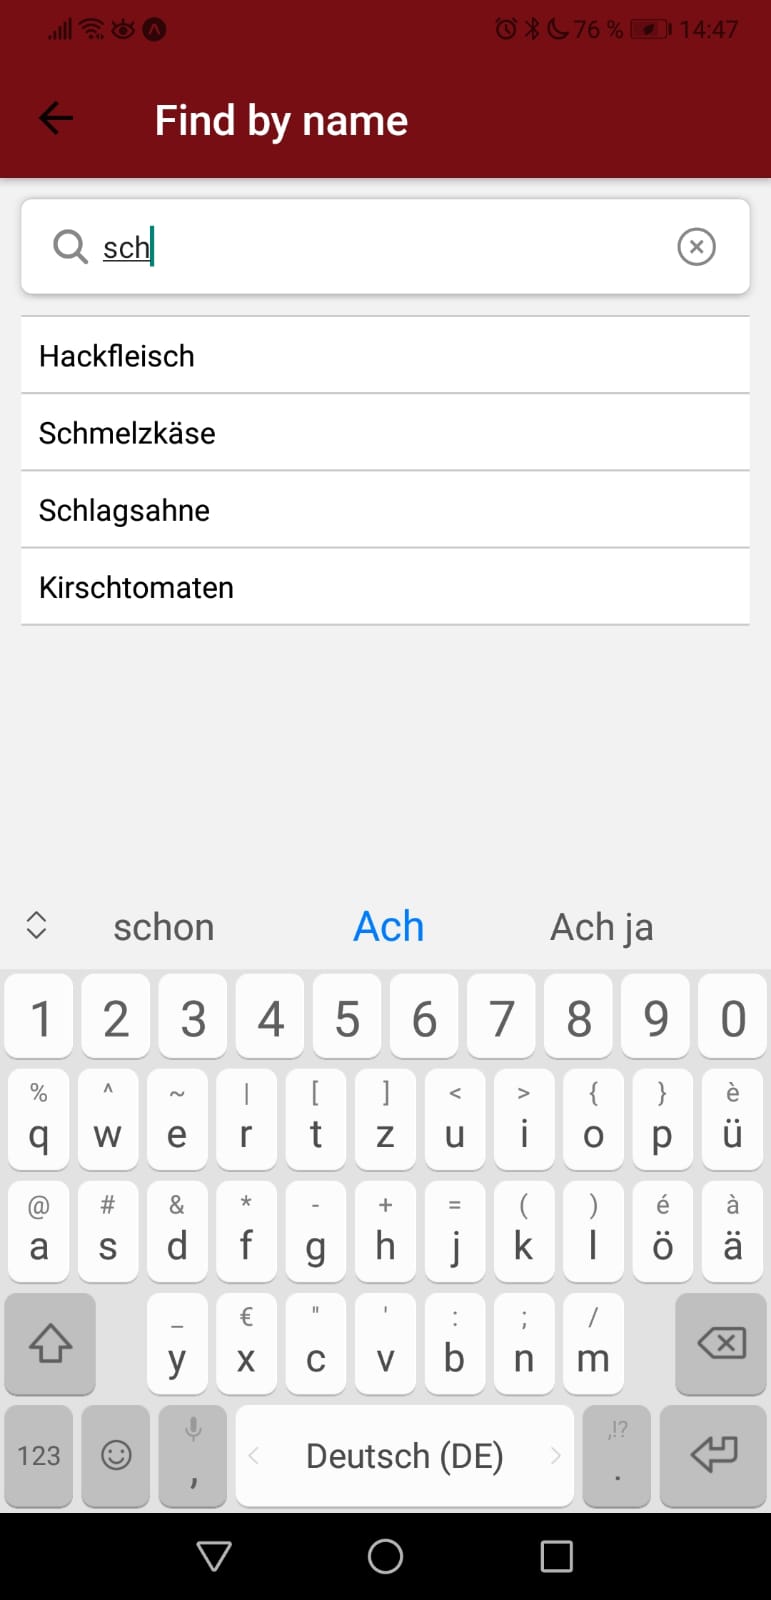 76 % 14:47
Find by name
sch
Hackfleisch
Schmelzkäse
Schlagsahne
Kirschtomaten
schon Ach Ach ja
1 2 3 4 5 6 7 8 9 0
% ^ ~ | [ ] < > { } è
q w e r t z u i o p ü
@ # & * - + = ( ) é à
a s d f g h j k l ö ä
_ € " ' : ; /
y x c v b n m
,!?
123 , < Deutsch (DE) > .